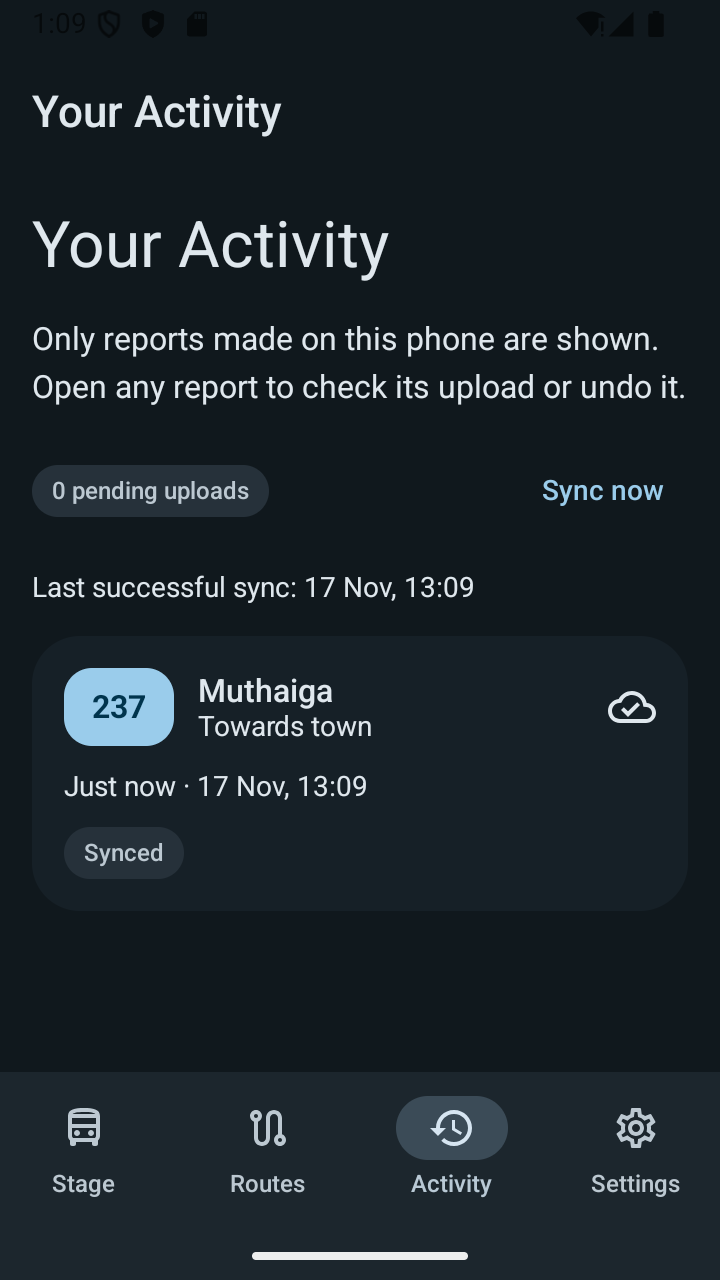 1:09
Your Activity
Your Activity
Only reports made on this phone are shown.
Open any report to check its upload or undo it.
0 pending uploads
Sync now
Last successful sync: 17 Nov, 13:09
237
Muthaiga
Towards town
Just now · 17 Nov, 13:09
Synced
Stage
Routes
Activity
Settings